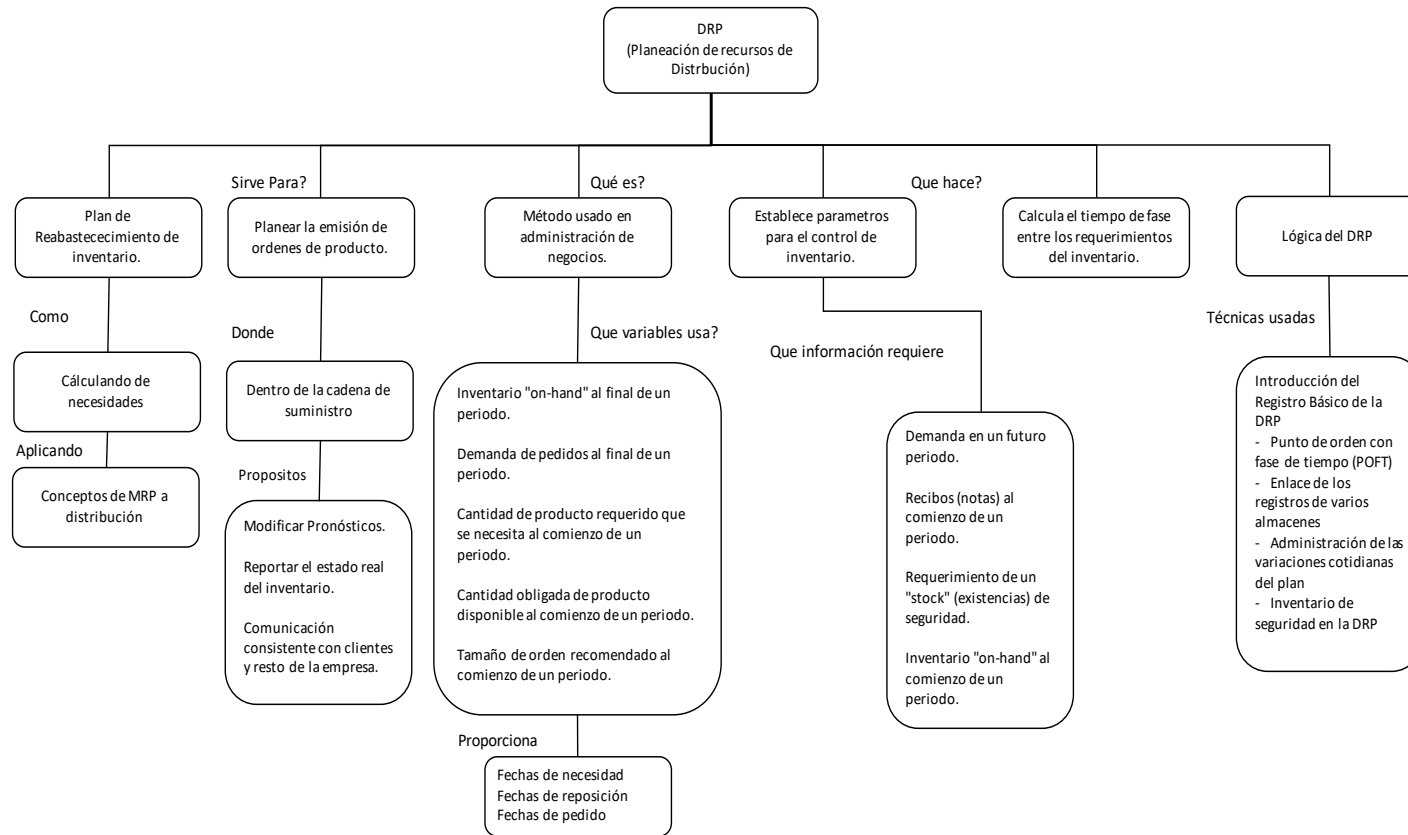 DRP
(Planeación de recursos de
Distrbución)
Sirve Para?
Qué es?
Que hace?
Plan de
Reabastececimiento de
inventario.
Planear la emisión de
ordenes de producto.
Método usado en
administración de
negocios.
Establece parametros
para el control de
inventario.
Calcula el tiempo de fase
entre los requerimientos
del inventario.
Lógica del DRP
Como
Donde
Que variables usa?
Que información requiere
Técnicas usadas
Cálculando de
necesidades
Aplicando
Conceptos de MRP a
distribución
Dentro de la cadena de
suministro
Propositos
Modificar Pronósticos.
Reportar el estado real
del inventario.
Comunicación
consistente con clientes
y resto de la empresa.
Inventario "on-hand" al final de un
periodo.
Demanda de pedidos al final de un
periodo.
Cantidad de producto requerido que
se necesita al comienzo de un
periodo.
Cantidad obligada de producto
disponible al comienzo de un periodo.
Tamaño de orden recomendado al
comienzo de un periodo.
Proporciona
Fechas de necesidad
Fechas de reposición
Fechas de pedido
Demanda en un futuro
periodo.
Recibos (notas) al
comienzo de un
periodo.
Requerimiento de un
"stock" (existencias) de
seguridad.
Inventario "on-hand" al
comienzo de un
periodo.
Introducción del
Registro Básico de la
DRP
- Punto de orden con
fase de tiempo (POFT)
- Enlace de los
registros de varios
almacenes
- Administración de las
variaciones cotidianas
del plan
- Inventario de
seguridad en la DRP